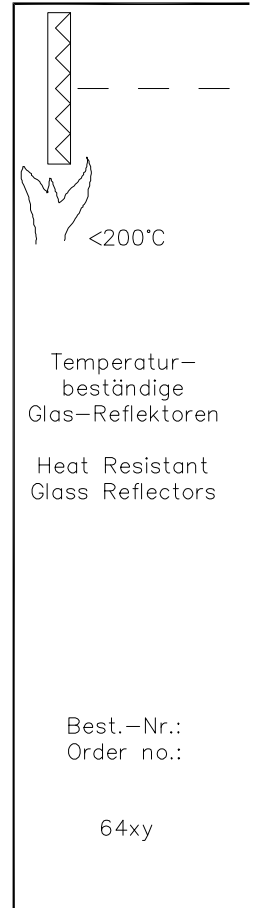 <200°C
Temperatur-
beständige
Glas-Reflektoren
Heat Resistant
Glass Reflectors
Best.-Nr.:
Order no.:
64xy